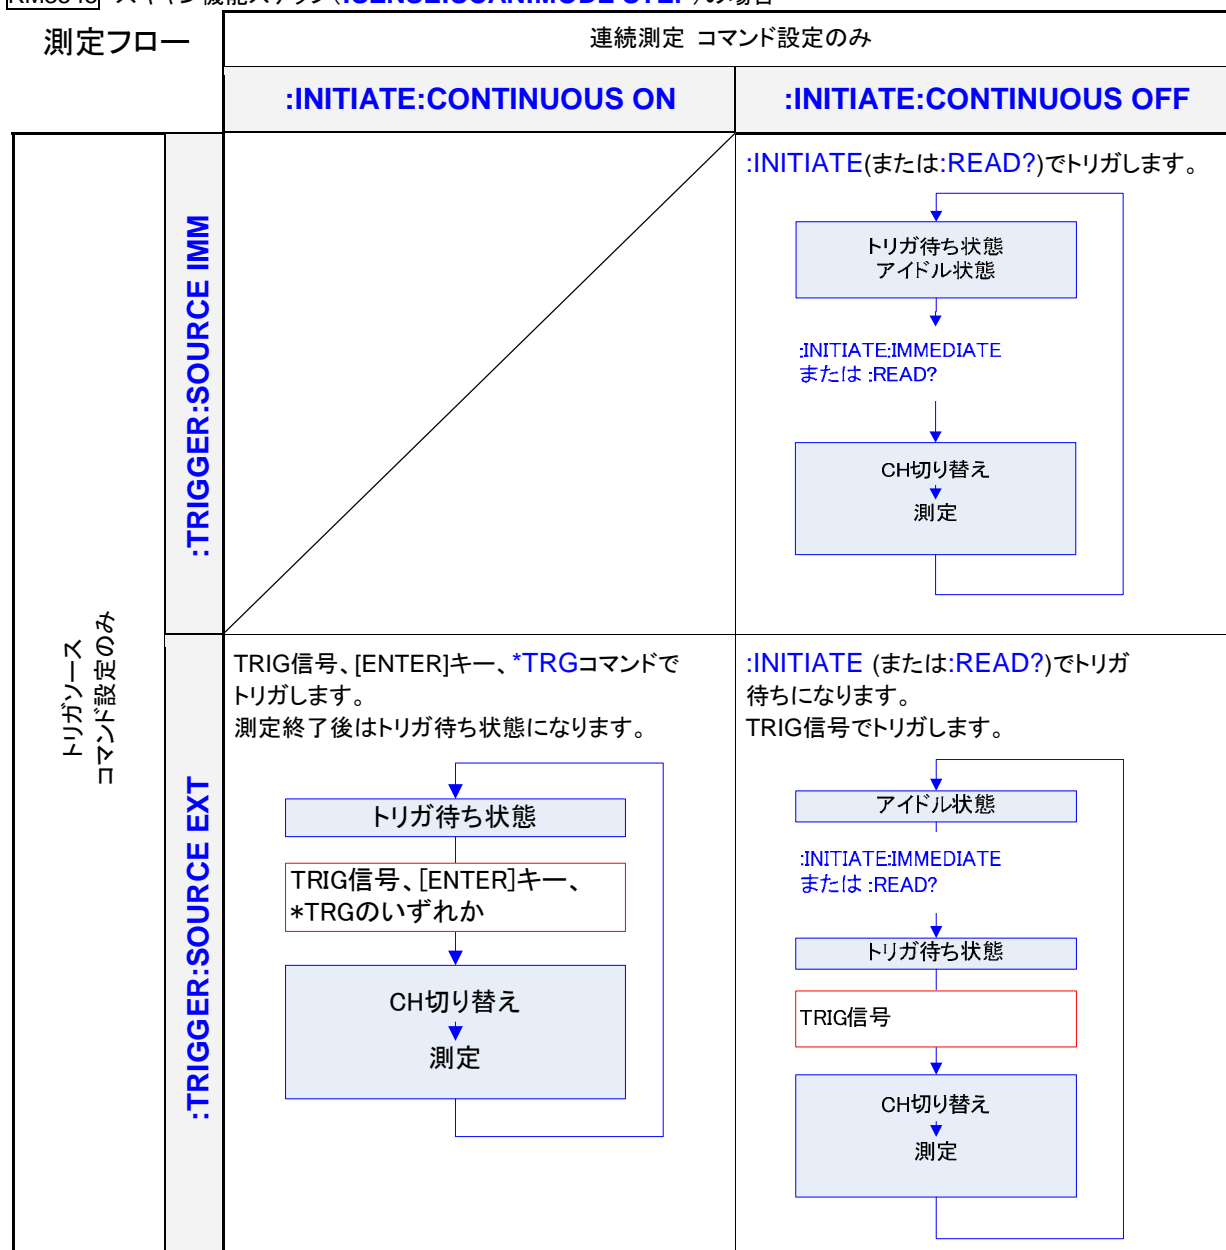 測定フロー
連続測定 コマンド設定のみ
:INITIATE:CONTINUOUS ON
:INITIATE:CONTINUOUS OFF
トリガソース
コマンド設定のみ
:TRIGGER:SOURCE IMM
:INITIATE(または:READ?)でトリガします。
トリガ待ち状態
アイドル状態
:INITIATE:IMMEDIATE
または :READ?
CH切り替え
測定
:TRIGGER:SOURCE EXT
TRIG信号、[ENTER]キー、*TRGコマンドで
トリガします。
測定終了後はトリガ待ち状態になります。
トリガ待ち状態
TRIG信号、[ENTER]キー、
*TRGのいずれか
CH切り替え
測定
:INITIATE (または:READ?)でトリガ
待ちになります。
TRIG信号でトリガします。
アイドル状態
:INITIATE:IMMEDIATE
または :READ?
トリガ待ち状態
TRIG信号
CH切り替え
測定